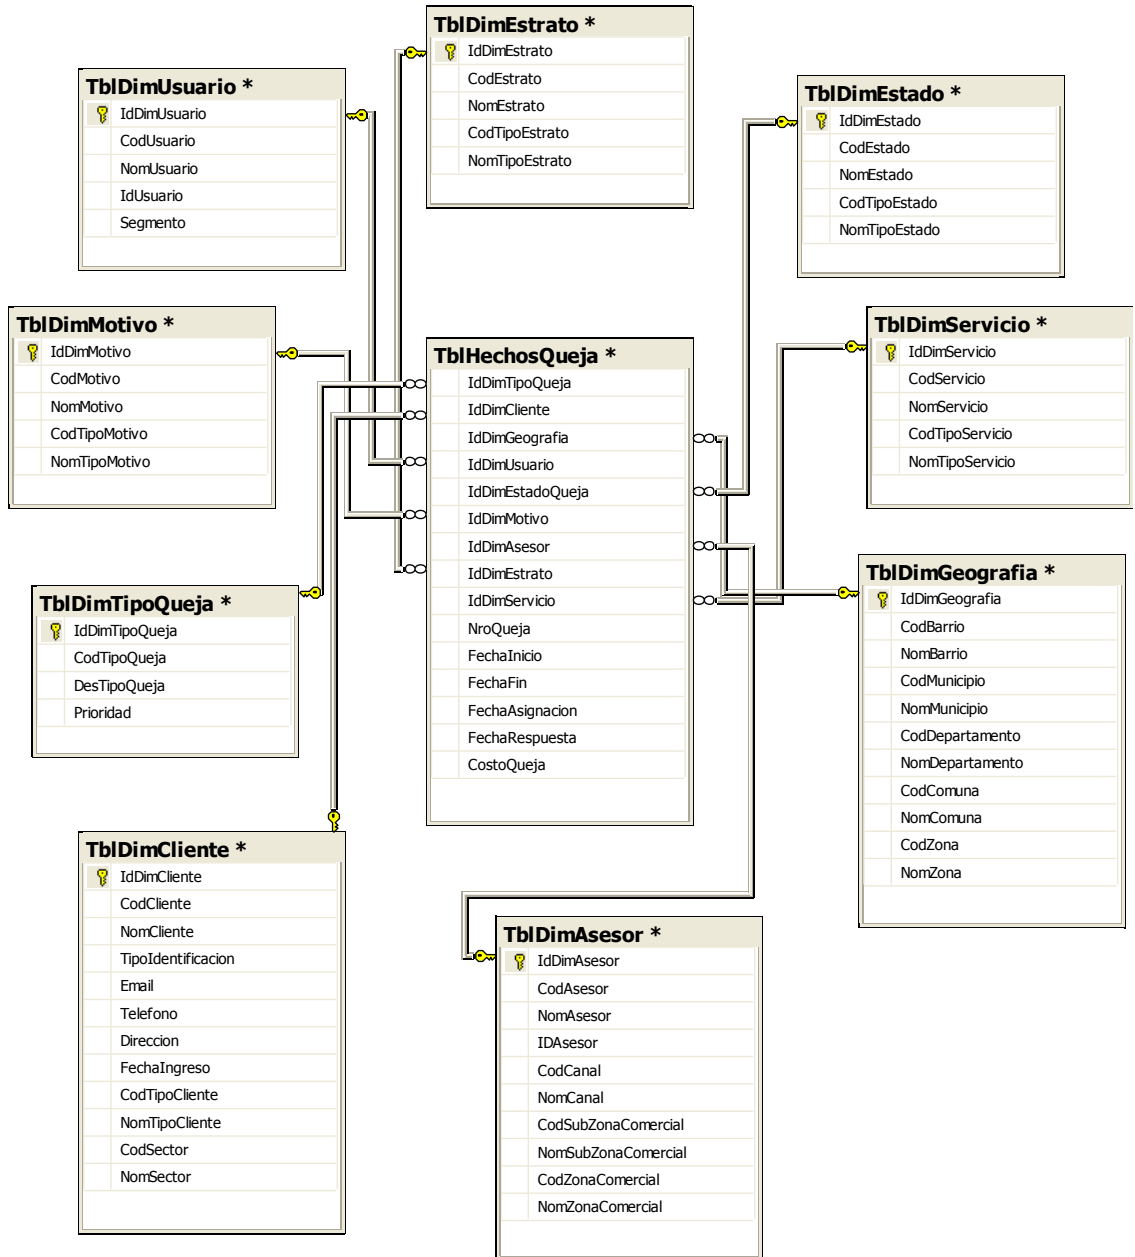 TblDimEstrato *
IdDimEstrato
CodEstrato
NomEstrato
CodTipoEstrato
NomTipoEstrato
TblDimUsuario *
IdDimUsuario
CodUsuario
NomUsuario
IdUsuario
Segmento
TblDimEstado *
IdDimEstado
CodEstado
NomEstado
CodTipoEstado
NomTipoEstado
TblDimMotivo *
IdDimMotivo
CodMotivo
NomMotivo
CodTipoMotivo
NomTipoMotivo
TblHechosQueja *
IdDimTipoQueja
IdDimCliente
IdDimGeografia
IdDimUsuario
IdDimEstadoQueja
IdDimMotivo
IdDimAsesor
IdDimEstrato
IdDimServicio
NroQueja
FechaInicio
FechaFin
FechaAsignacion
FechaRespuesta
CostoQueja
TblDimServicio *
IdDimServicio
CodServicio
NomServicio
CodTipoServicio
NomTipoServicio
TblDimTipoQueja *
IdDimTipoQueja
CodTipoQueja
DesTipoQueja
Prioridad
TblDimGeografia *
IdDimGeografia
CodBarrio
NomBarrio
CodMunicipio
NomMunicipio
CodDepartamento
NomDepartamento
CodComuna
NomComuna
CodZona
NomZona
TblDimCliente *
IdDimCliente
CodCliente
NomCliente
TipoIdentificacion
Email
Telefono
Direccion
FechaIngreso
CodTipoCliente
NomTipoCliente
CodSector
NomSector
TblDimAsesor *
IdDimAsesor
CodAsesor
NomAsesor
IDAsesor
CodCanal
NomCanal
CodSubZonaComercial
NomSubZonaComercial
CodZonaComercial
NomZonaComercial